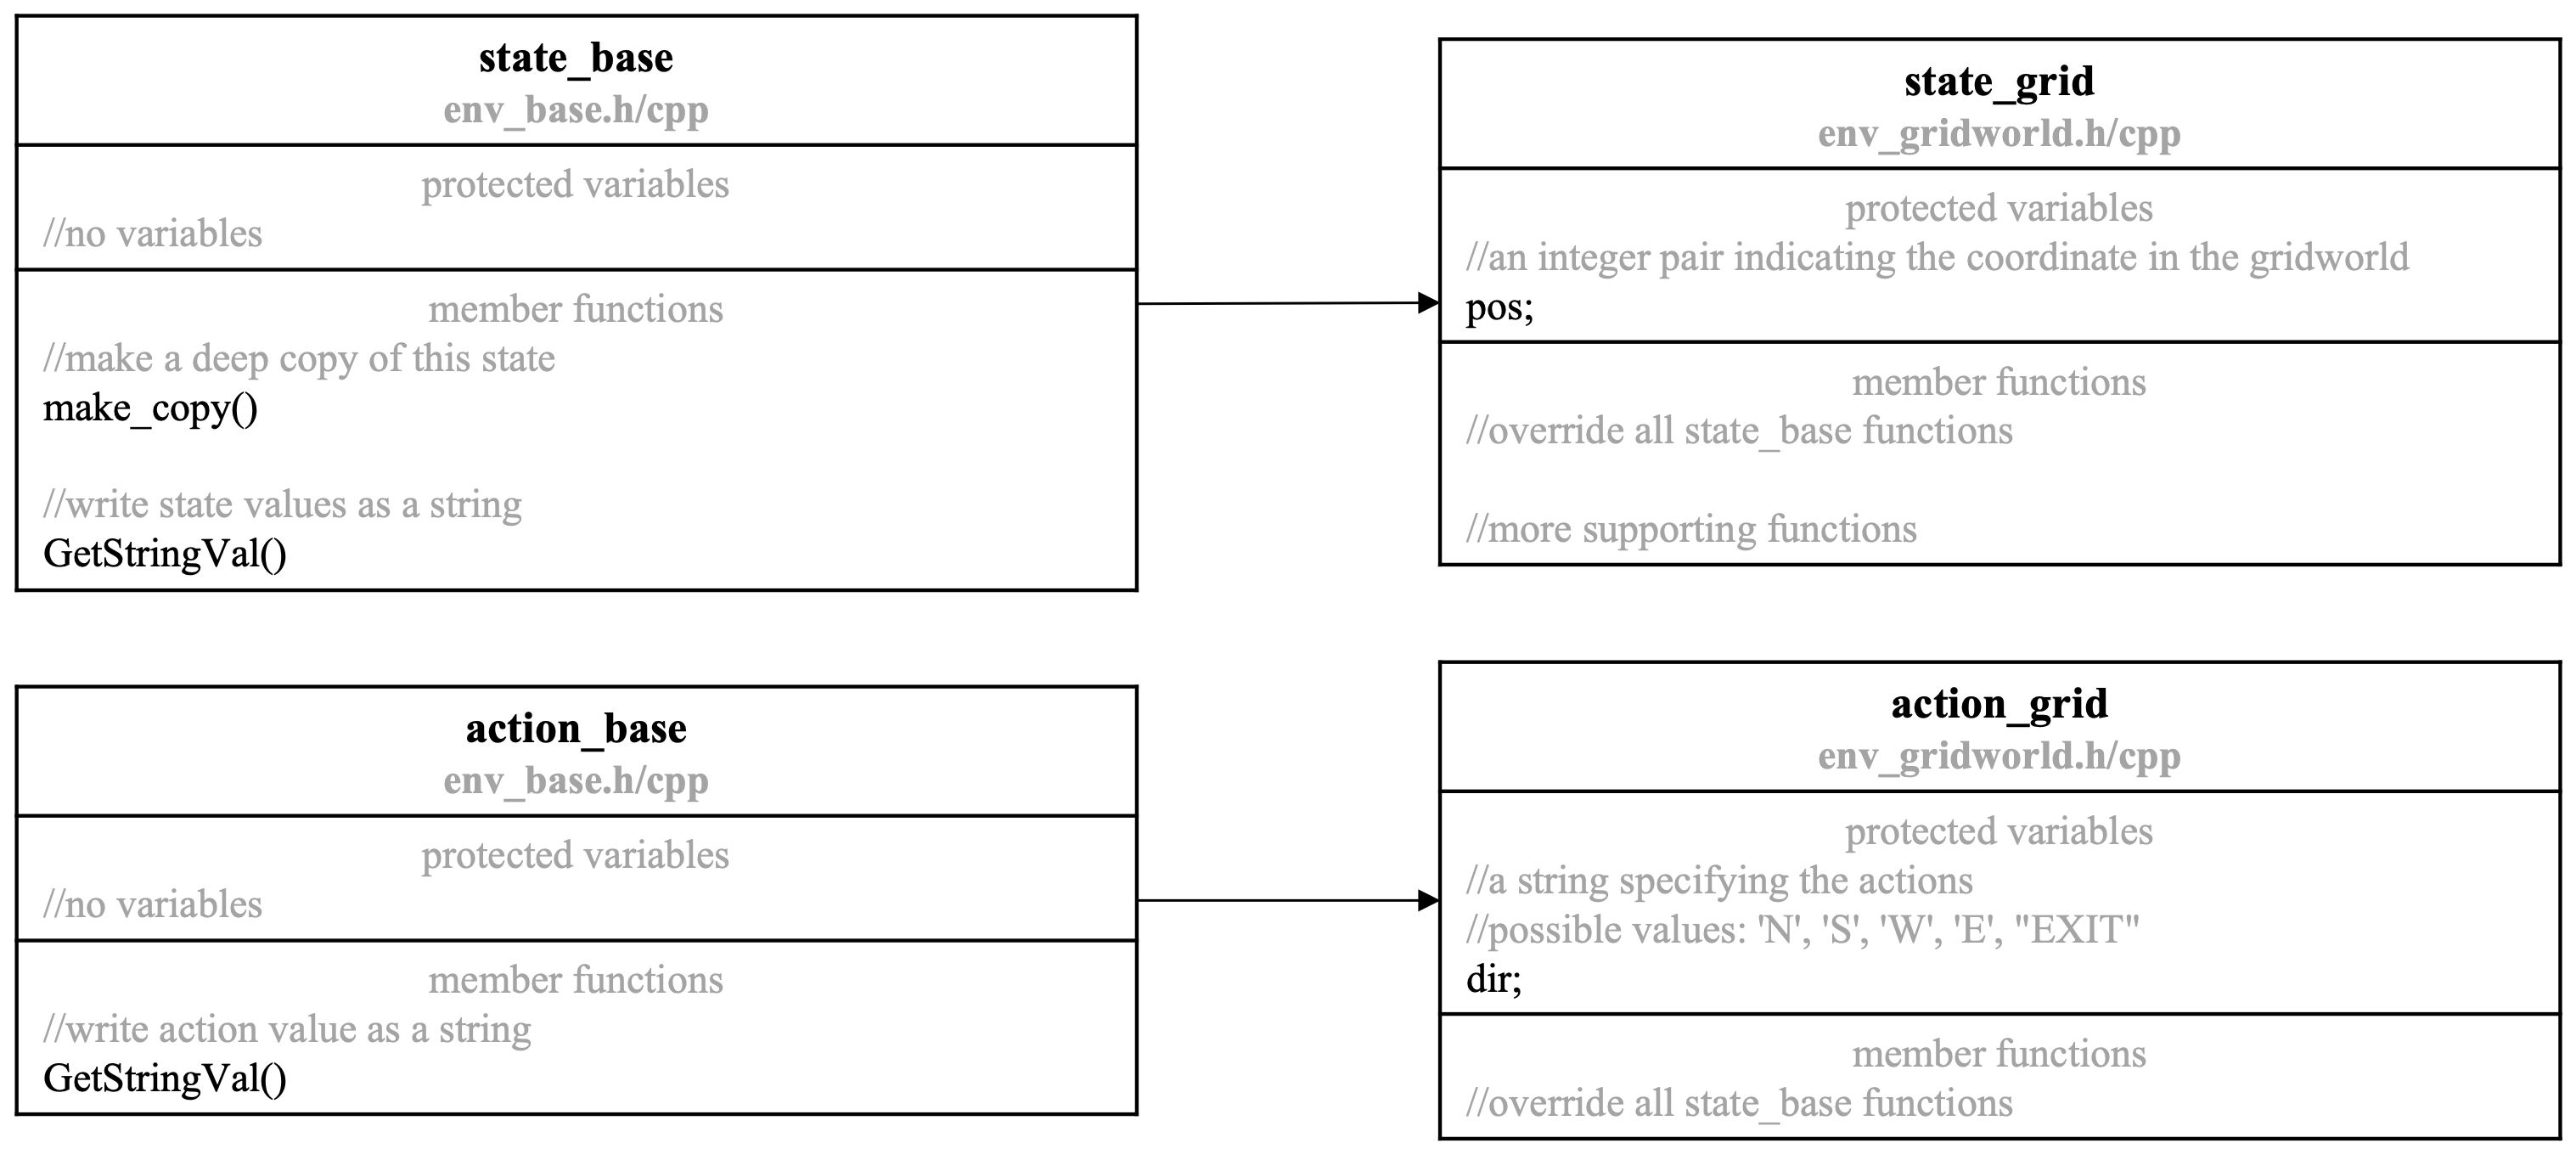 state_base
env_base.h/cpp
protected variables
//no variables
member functions
//make a deep copy of this state
make_copy()
//write state values as a string
GetStringVal()
state_grid
env_gridworld.h/cpp
protected variables
//an integer pair indicating the coordinate in the gridworld
pos;
member functions
//override all state_base functions
//more supporting functions
action_base
env_base.h/cpp
protected variables
//no variables
member functions
//write action value as a string
GetStringVal()
action_grid
env_gridworld.h/cpp
protected variables
//a string specifying the actions
//possible values: 'N', 'S', 'W', 'E', "EXIT"
dir;
member functions
//override all state_base functions